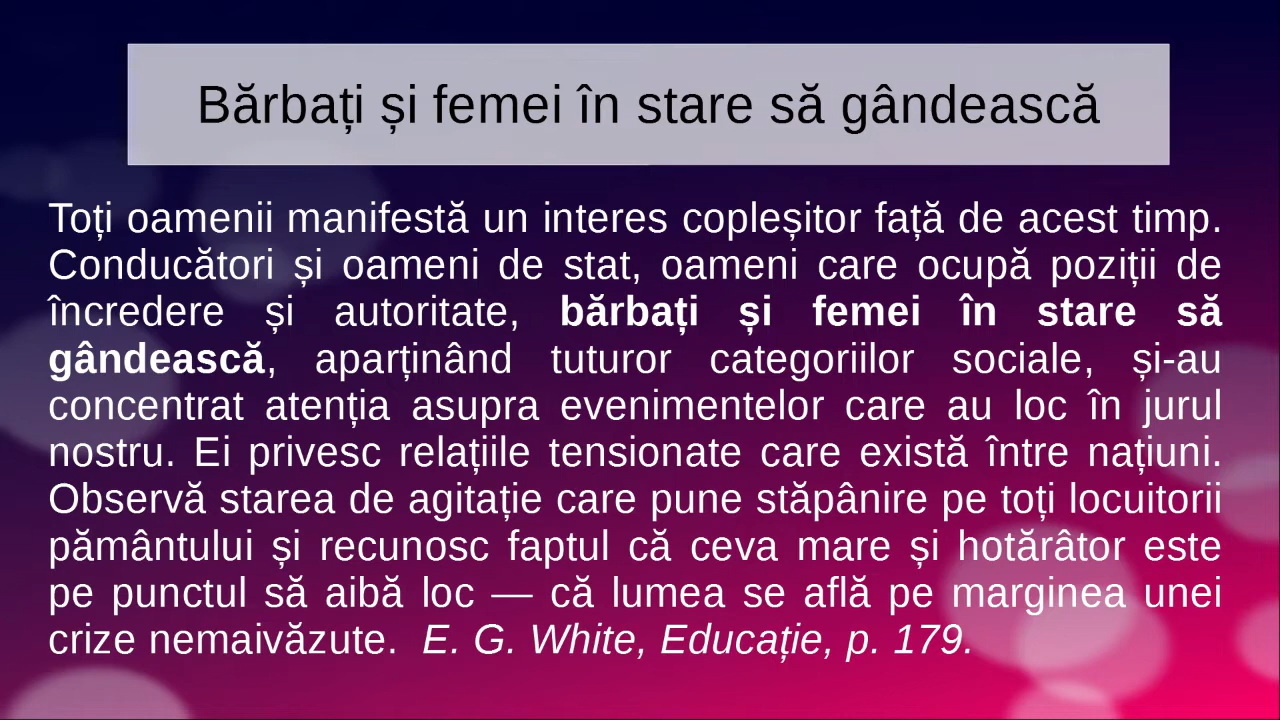 Bărbați și femei în stare să gândească
Toți oamenii manifestă un interes copleșitor față de acest timp.
Conducători și oameni de stat, oameni care ocupă poziții de
încredere și autoritate, bărbați și femei în stare să
gândească, aparținând tuturor categoriilor sociale, și-au
concentrat atenția asupra evenimentelor care au loc în jurul
nostru. Ei privesc relațiile tensionate care există între națiuni.
Observă starea de agitație care pune stăpânire pe toți locuitorii
pământului și recunosc faptul că ceva mare și hotărâtor este
pe punctul să aibă loc — că lumea se află pe marginea unei
crize nemaivăzute. E. G. White, Educație, p. 179.